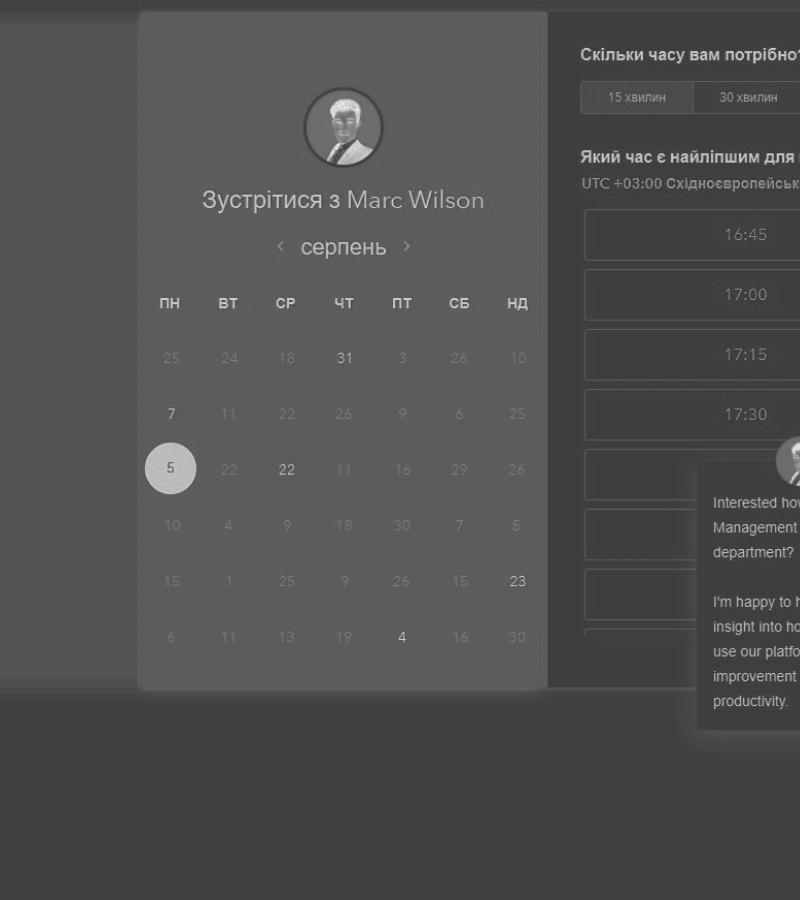 Зустрітися з Marc Wilson
серпень
ПН ВТ СР ЧТ ПТ СБ НД
25 24 18 31 3 26 10
7 11 22 26 9 6 25
5 22 22 11 16 29 26
10 4 9 18 30 7 5
15 1 25 9 26 15 23
6 11 13 19 4 16 30
Скільки часу вам потрібно?
15 хвилин 30 хвилин
Який час є найліпшим для
UTC +03:00 Східноєвропейськ
16:45
17:00
17:15
17:30
Interested how
Management
department?
I'm happy to h
insight into ho
use our platfo
improvement
productivity.